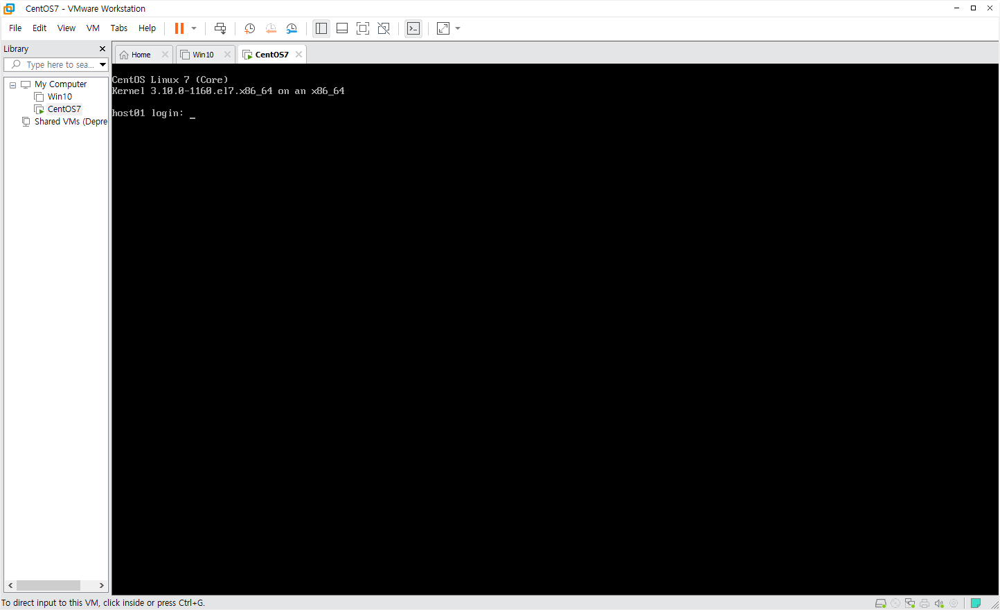 CentOS7 - VMware Workstation
File Edit View VM Tabs Help
Library
Type here to sea...
My Computer
Win10
CentOS7
Shared VMs (Depre
Home
Win10
CentOS7
CentOS Linux 7 (Core)
Kernel 3.10.0-1160.el7.x86_64 on an x86_64
host01 login: _
To direct input to this VM, click inside or press Ctrl+G.